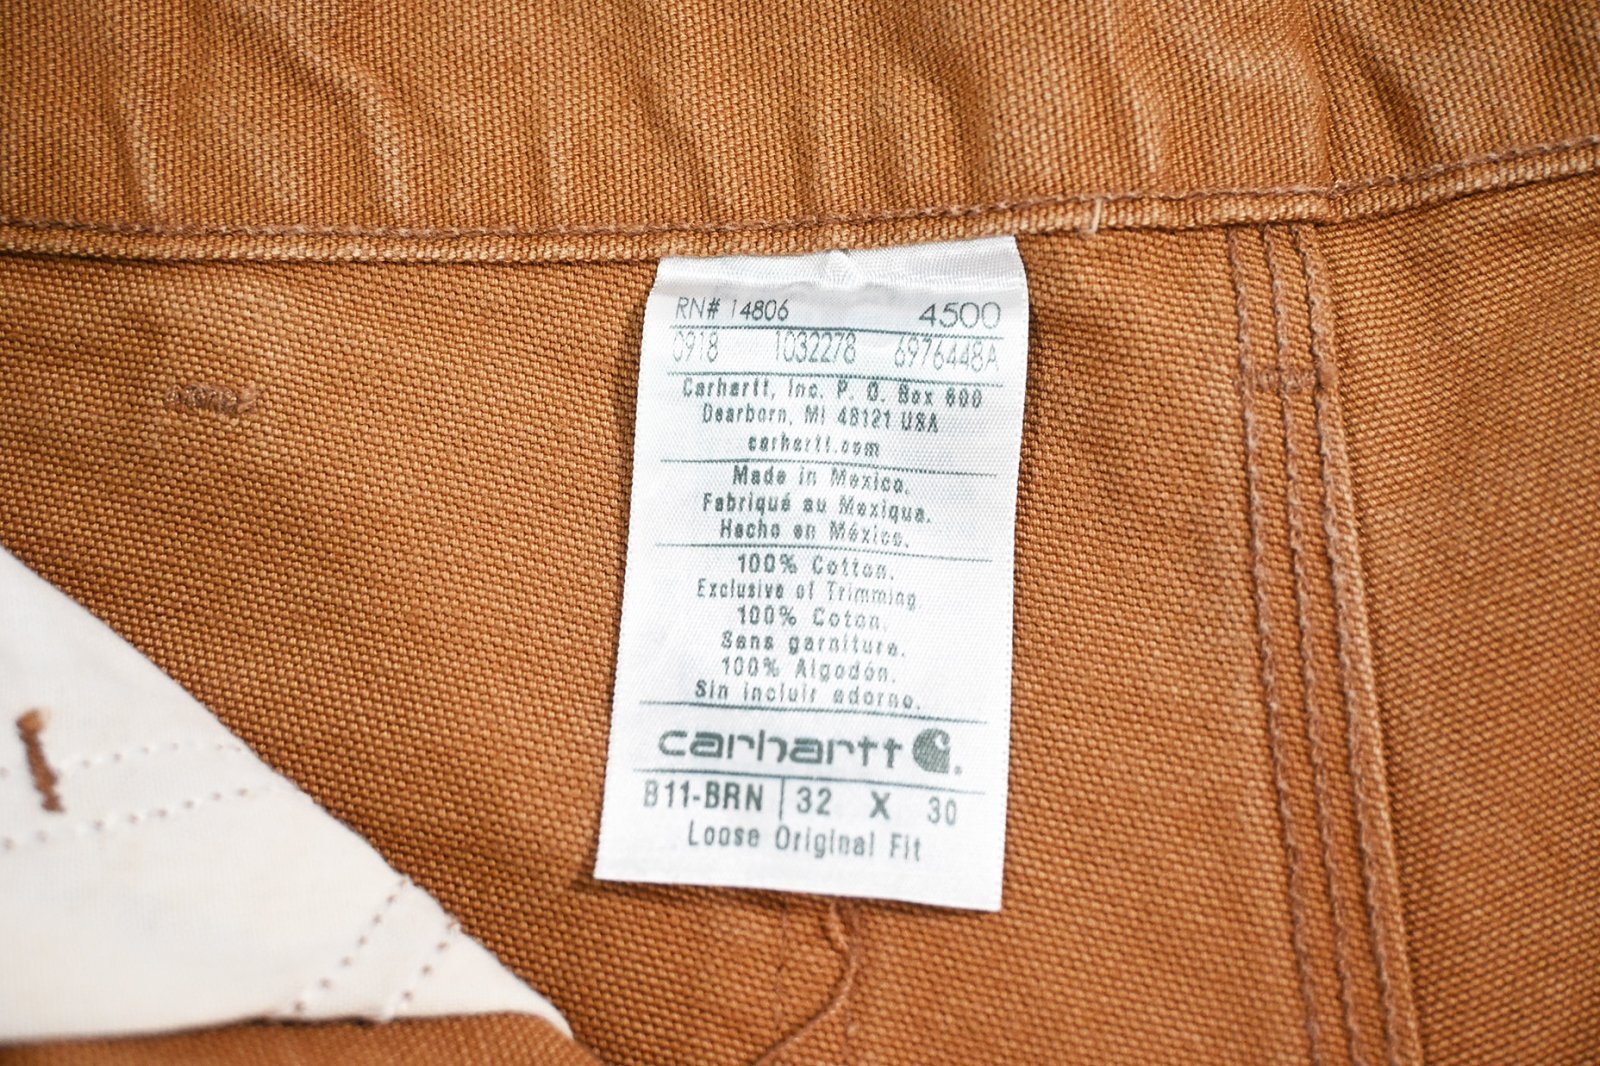 RN# 14806 4500
0918 1032278 6976448A
Carhartt, Inc. P. O. Box 600
Dearborn, MI 48121 USA
carhartt.com
Made in Mexico.
Fabriqué au Mexique.
Hecho en México.
100% Cotton.
Exclusive of Trimming
100% Coton.
Sans garniture.
100% Algodón.
Sin incluir adorno.
carhartt
B11-BRN 32 X 30
Loose Original Fit